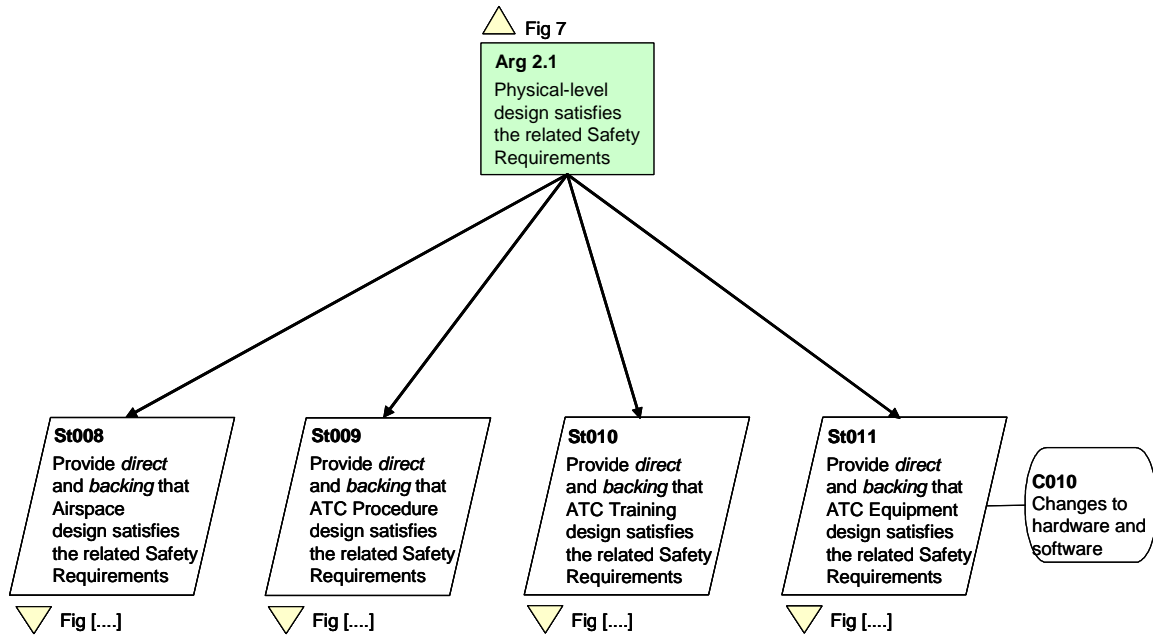 Fig 7
Arg 2.1
Physical-level
design satisfies
the related Safety
Requirements
St008
Provide direct
and backing that
Airspace
design satisfies
the related Safety
Requirements
Fig [....]
St009
Provide direct
and backing that
ATC Procedure
design satisfies
the related Safety
Requirements
Fig [....]
St010
Provide direct
and backing that
ATC Training
design satisfies
the related Safety
Requirements
Fig [....]
St011
Provide direct
and backing that
ATC Equipment
design satisfies
the related Safety
Requirements
Fig [....]
C010
Changes to
hardware and
software